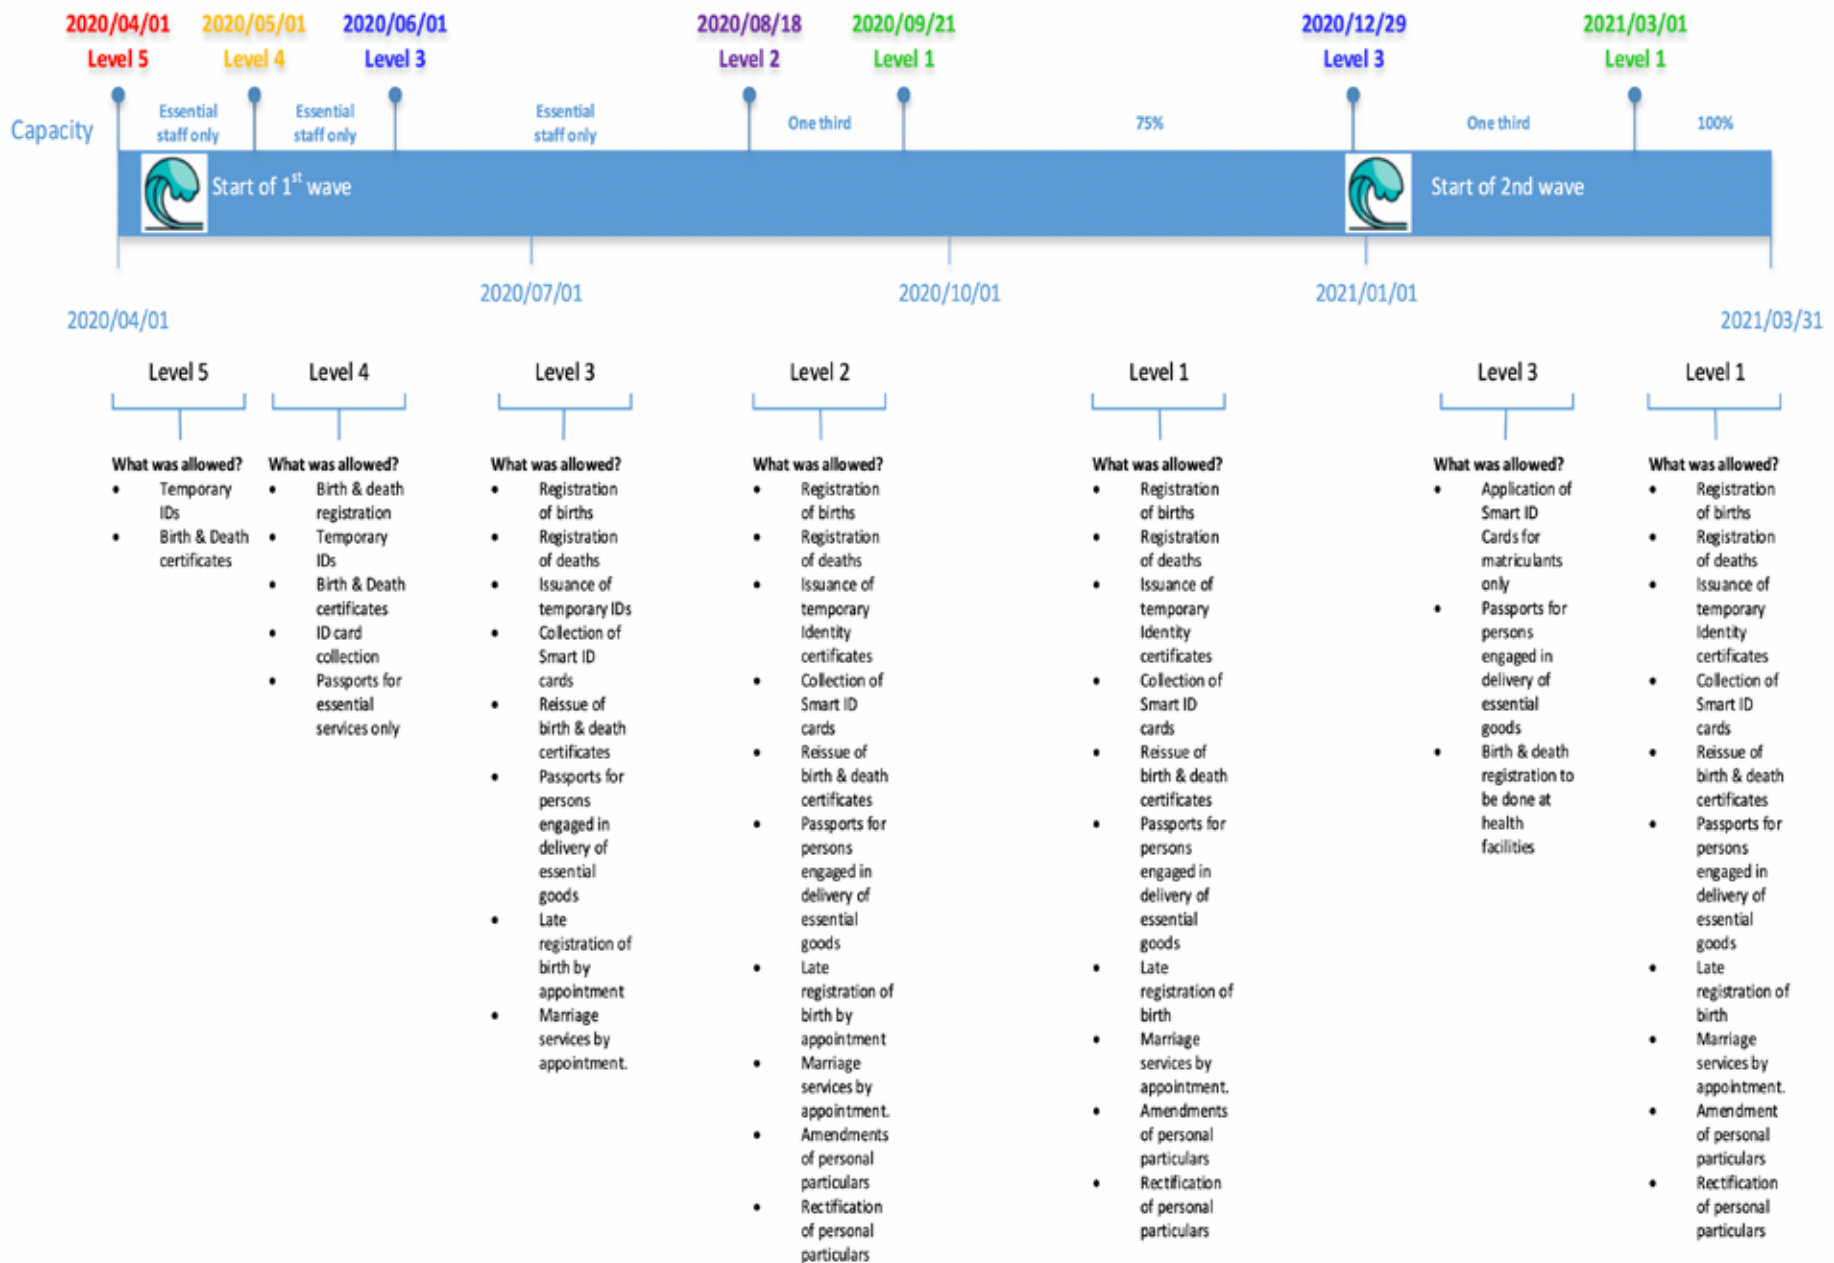 2020/04/01
Level 5
2020/05/01
Level 4
2020/06/01
Level 3
2020/08/18
Level 2
2020/09/21
Level 1
2020/12/29
Level 3
2021/03/01
Level 1
Capacity
Essential
staff only
Essential
staff only
Essential
staff only
One third
75%
One third
100%
Start of 1st wave
Start of 2nd wave
2020/04/01
2020/07/01
2020/10/01
2021/01/01
2021/03/31
Level 5
What was allowed?
• Temporary
IDs
• Birth & Death
certificates
Level 4
What was allowed?
• Birth & death
registration
• Temporary
IDs
• Birth & Death
certificates
• ID card
collection
• Passports for
essential
services only
Level 3
What was allowed?
• Registration
of births
• Registration
of deaths
• Issuance of
temporary IDs
• Collection of
Smart ID
cards
• Reissue of
birth & death
certificates
• Passports for
persons
engaged in
delivery of
essential
goods
• Late
registration of
birth by
appointment
• Marriage
services by
appointment.
Level 2
What was allowed?
• Registration
of births
• Registration
of deaths
• Issuance of
temporary
Identity
certificates
• Collection of
Smart ID
cards
• Reissue of
birth & death
certificates
• Passports for
persons
engaged in
delivery of
essential
goods
• Late
registration of
birth by
appointment
• Marriage
services by
appointment.
• Amendments
of personal
particulars
• Rectification
of personal
particulars
Level 1
What was allowed?
• Registration
of births
• Registration
of deaths
• Issuance of
temporary
Identity
certificates
• Collection of
Smart ID
cards
• Reissue of
birth & death
certificates
• Passports for
persons
engaged in
delivery of
essential
goods
• Late
registration of
birth
• Marriage
services by
appointment.
• Amendments
of personal
particulars
• Rectification
of personal
particulars
Level 3
What was allowed?
• Application of
Smart ID
Cards for
matriculants
only
• Passports for
persons
engaged in
delivery of
essential
goods
• Birth & death
registration to
be done at
health
facilities
Level 1
What was allowed?
• Registration
of births
• Registration
of deaths
• Issuance of
temporary
Identity
certificates
• Collection of
Smart ID
cards
• Reissue of
birth & death
certificates
• Passports for
persons
engaged in
delivery of
essential
goods
• Late
registration of
birth
• Marriage
services by
appointment.
• Amendment
of personal
particulars
• Rectification
of personal
particulars